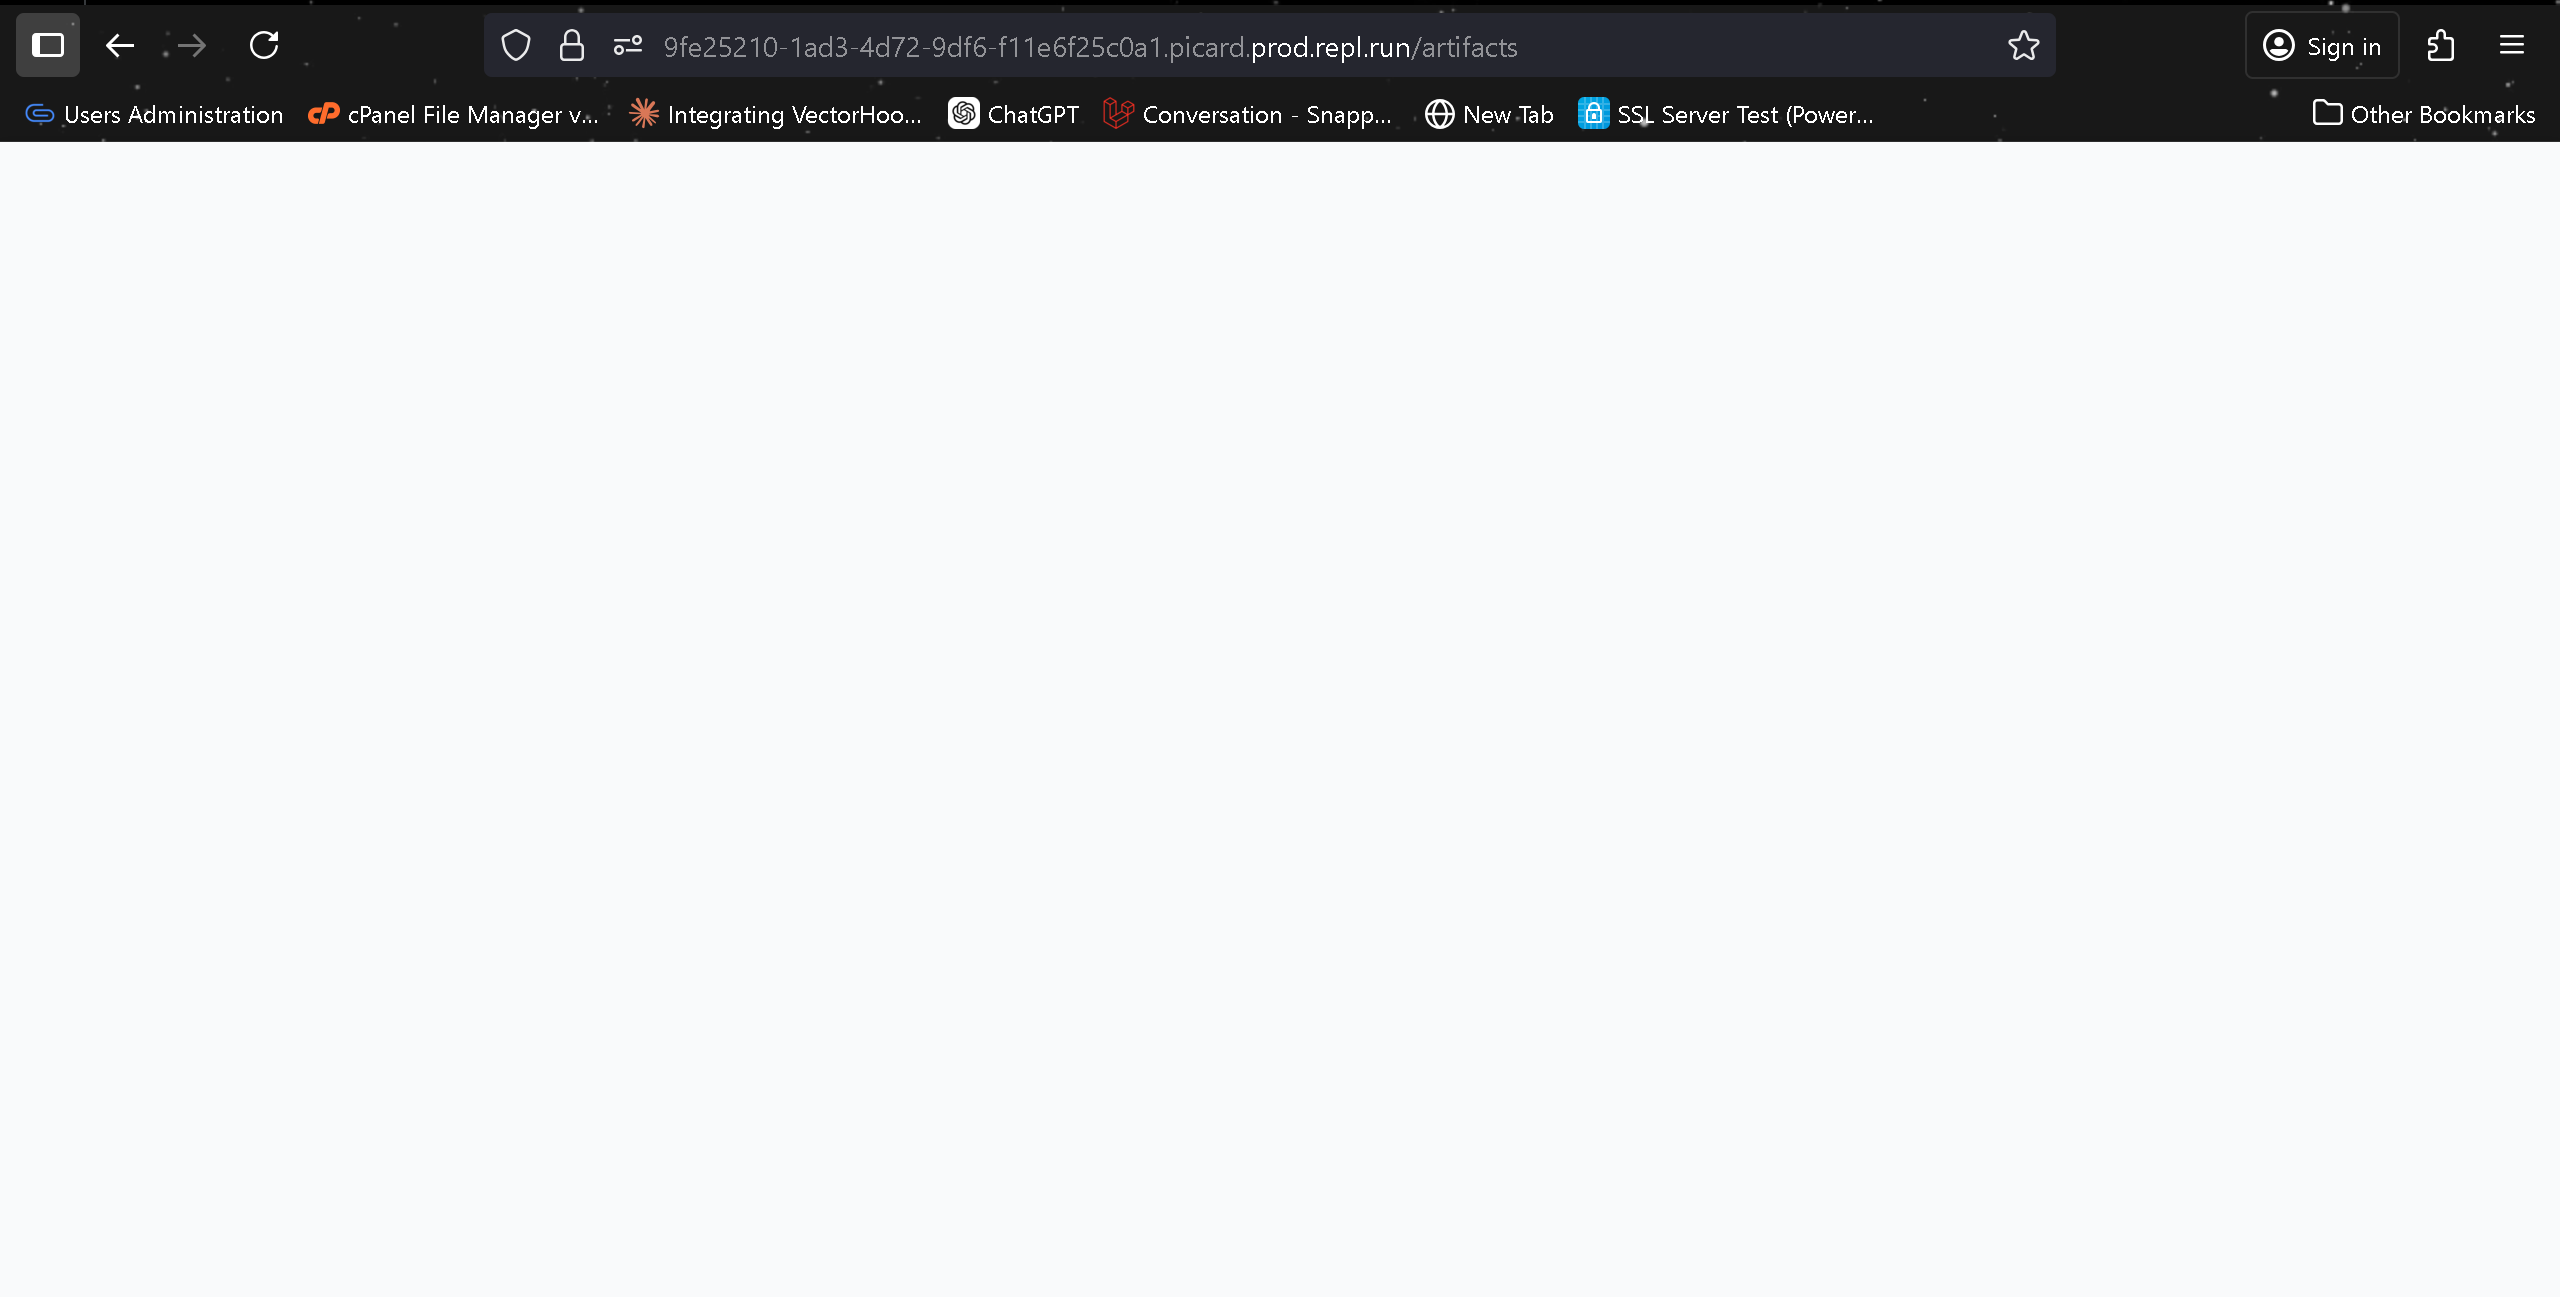 9fe25210-1ad3-4d72-9df6-f11e6f25c0a1.picard.prod.repl.run/artifacts
Sign in
Users Administration
cPanel File Manager v...
Integrating VectorHoo...
ChatGPT
Conversation - Snapp...
New Tab
SSL Server Test (Power...
Other Bookmarks